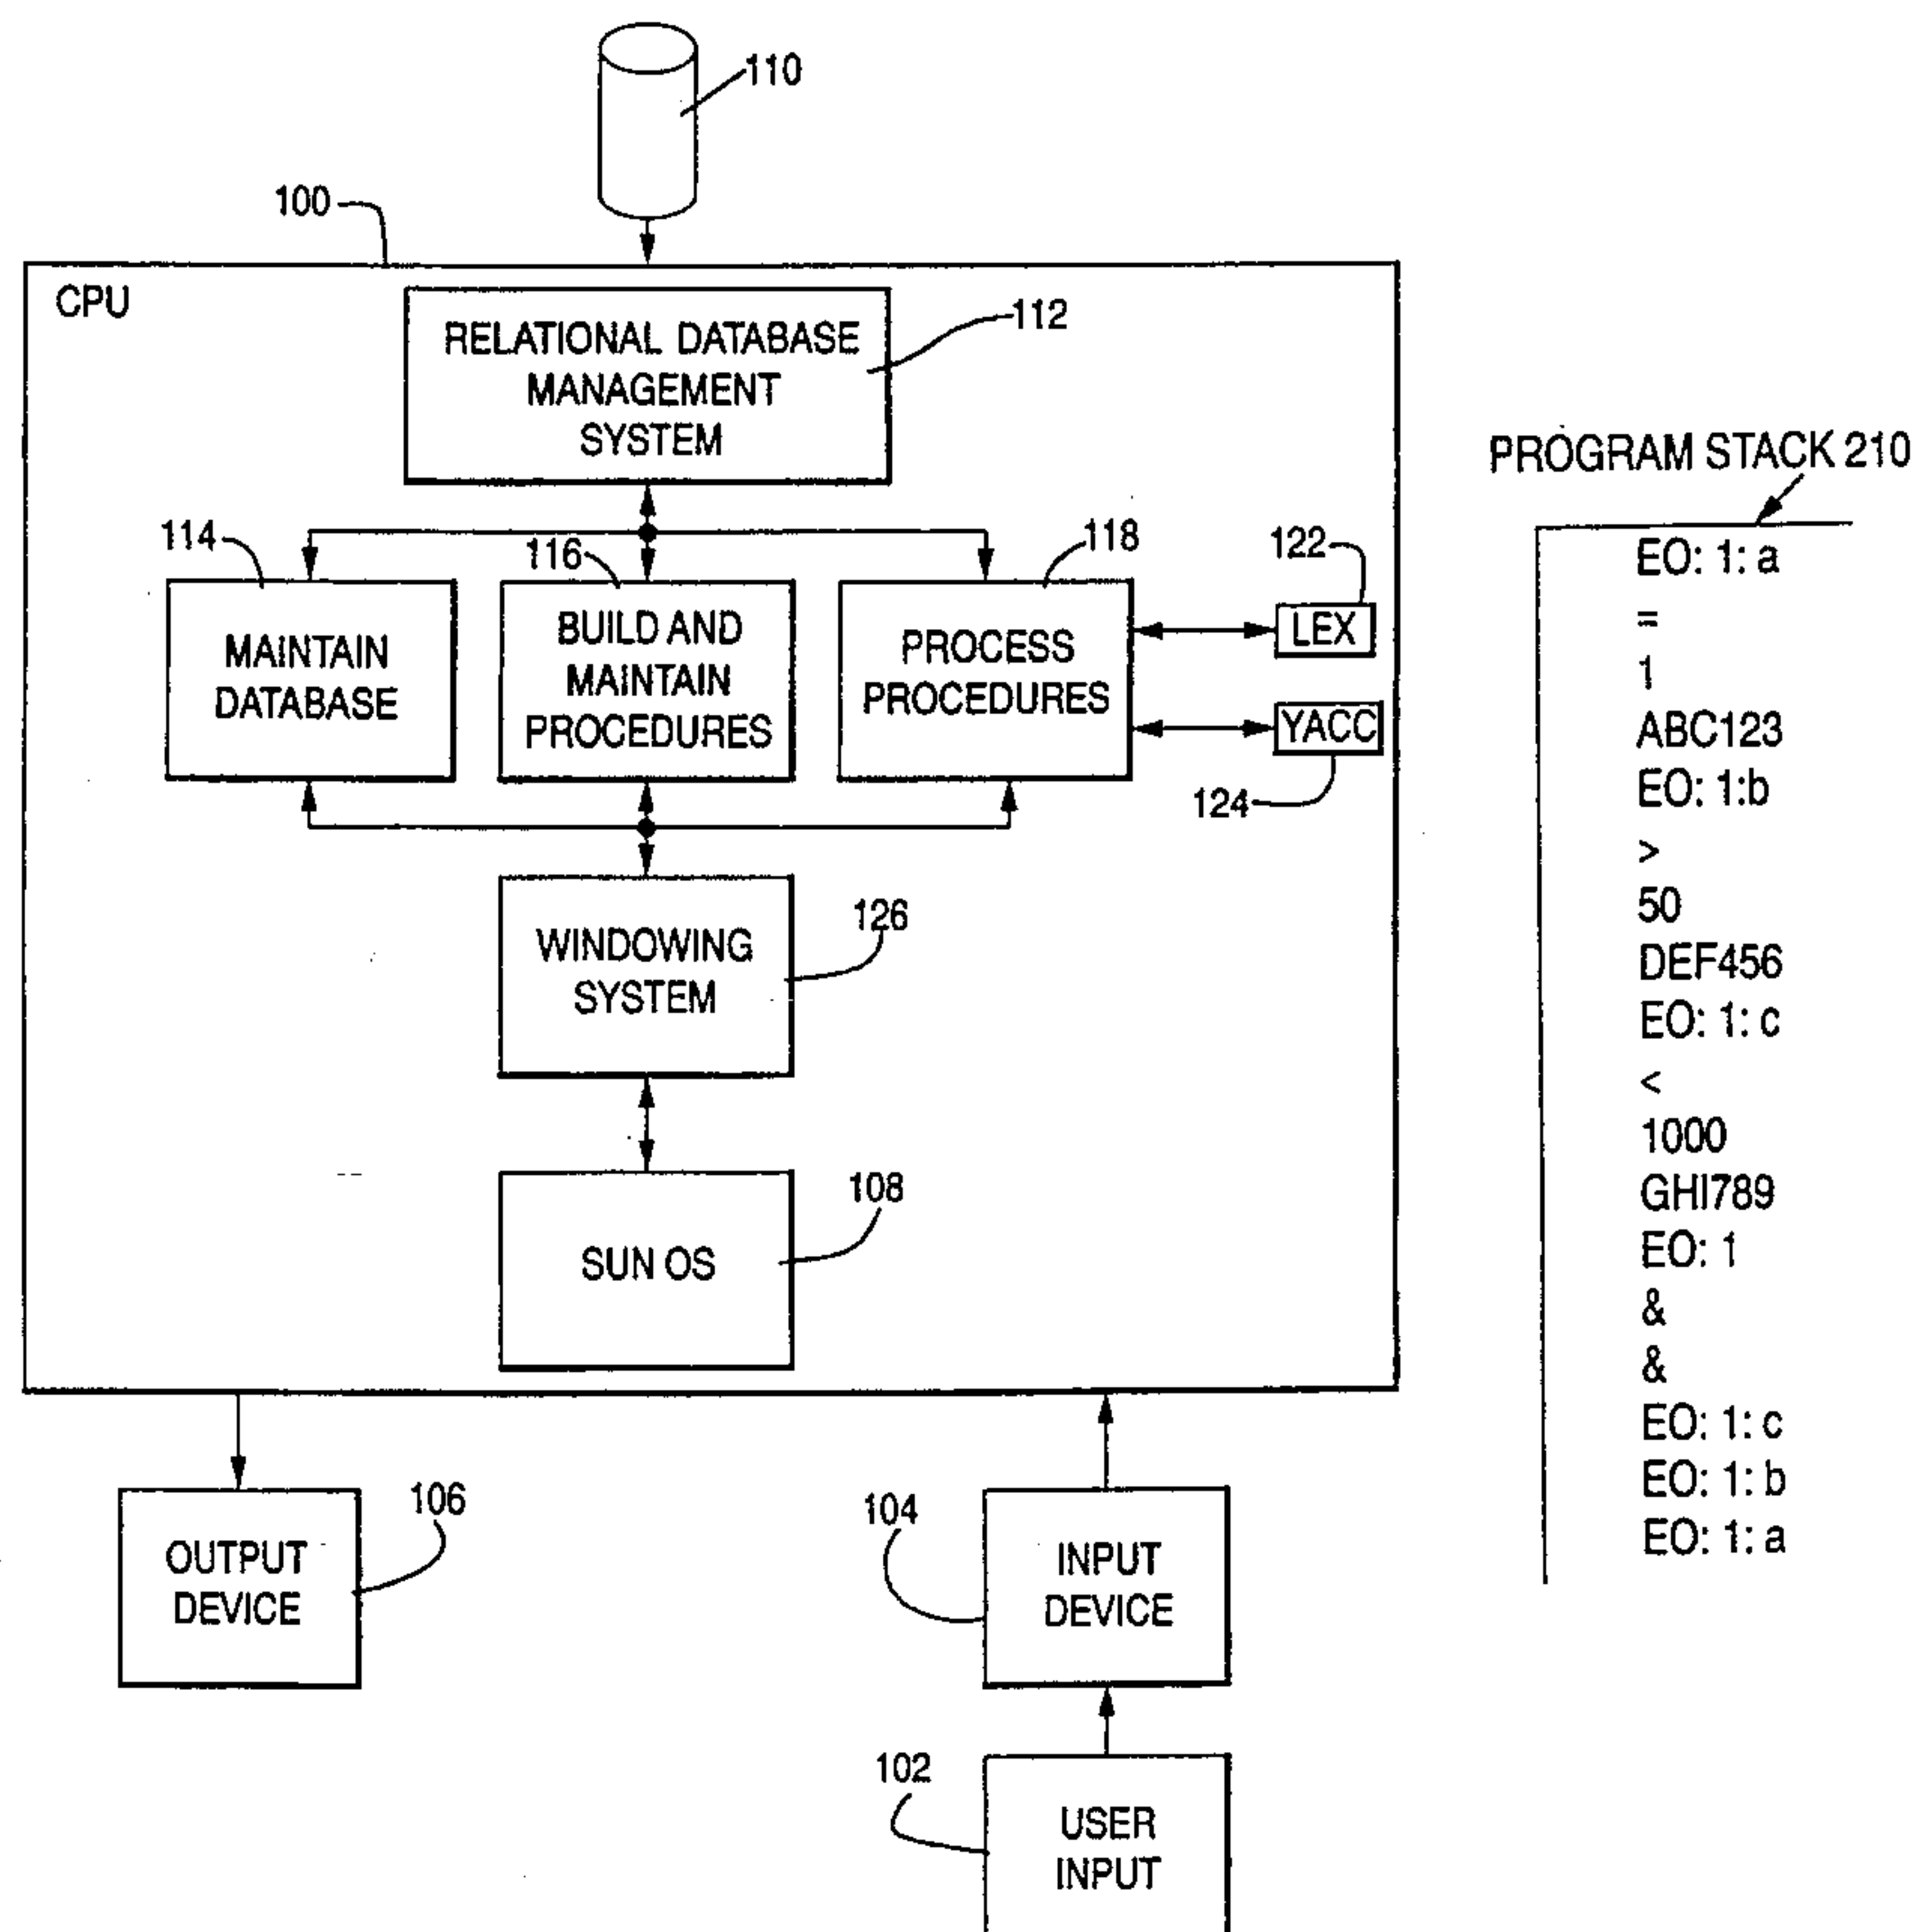 110
100
CPU
RELATIONAL DATABASE
MANAGEMENT
SYSTEM
112
114
116
118
122
MAINTAIN
DATABASE
BUILD AND
MAINTAIN
PROCEDURES
PROCESS
PROCEDURES
LEX
YACC
124
WINDOWING
SYSTEM
126
SUN OS
108
OUTPUT
DEVICE
106
104
INPUT
DEVICE
102
USER
INPUT
PROGRAM STACK 210
EO: 1: a
=
1
ABC123
EO: 1:b
>
50
DEF456
EO: 1: c
<
1000
GHI789
EO: 1
&
&
EO: 1: c
EO: 1: b
EO: 1: a